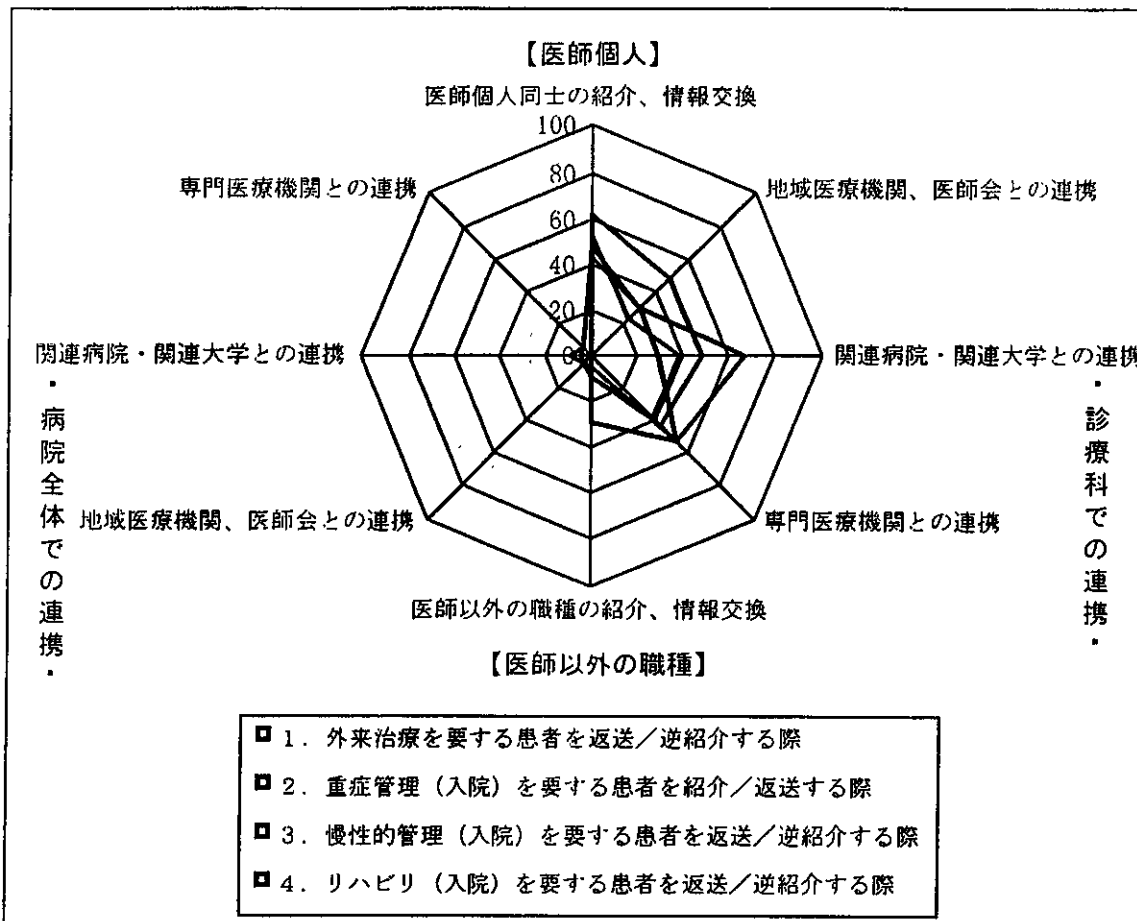 【医師個人】
医師個人同士の紹介、情報交換
100
80
60
40
20
0
専門医療機関との連携
地域医療機関、医師会との連携
関連病院・関連大学との連携
関連病院・関連大学との連携
・病院全体での連携・
・診療科での連携・
地域医療機関、医師会との連携
専門医療機関との連携
医師以外の職種の紹介、情報交換
【医師以外の職種】
1. 外来治療を要する患者を返送／逆紹介する際
2. 重症管理（入院）を要する患者を紹介／返送する際
3. 慢性的管理（入院）を要する患者を返送／逆紹介する際
4. リハビリ（入院）を要する患者を返送／逆紹介する際